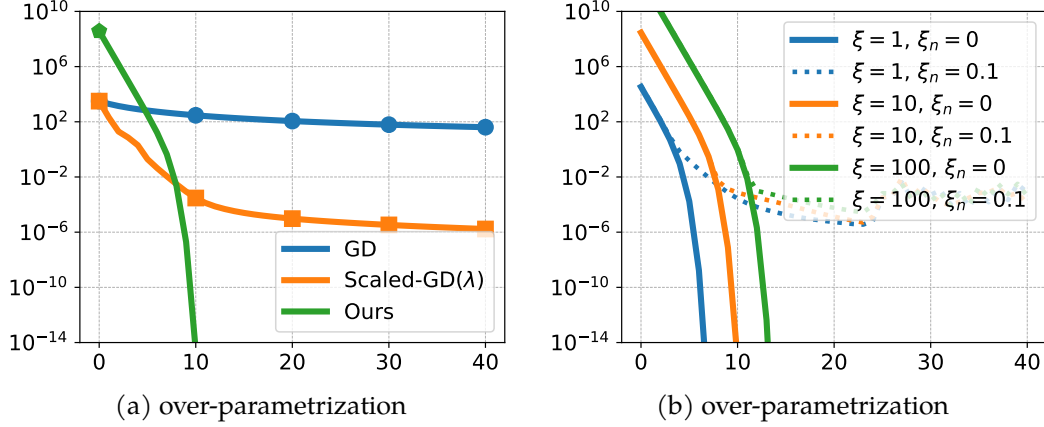 10^10
10^6
10^2
10^−2
10^−6
10^−10
10^−14
0
10
20
30
40
GD
Scaled-GD(λ)
Ours
(a) over-parametrization
10^10
10^6
10^2
10^−2
10^−6
10^−10
10^−14
0
10
20
30
40
ξ = 1, ξ_n = 0
ξ = 1, ξ_n = 0.1
ξ = 10, ξ_n = 0
ξ = 10, ξ_n = 0.1
ξ = 100, ξ_n = 0
ξ = 100, ξ_n = 0.1
(b) over-parametrization